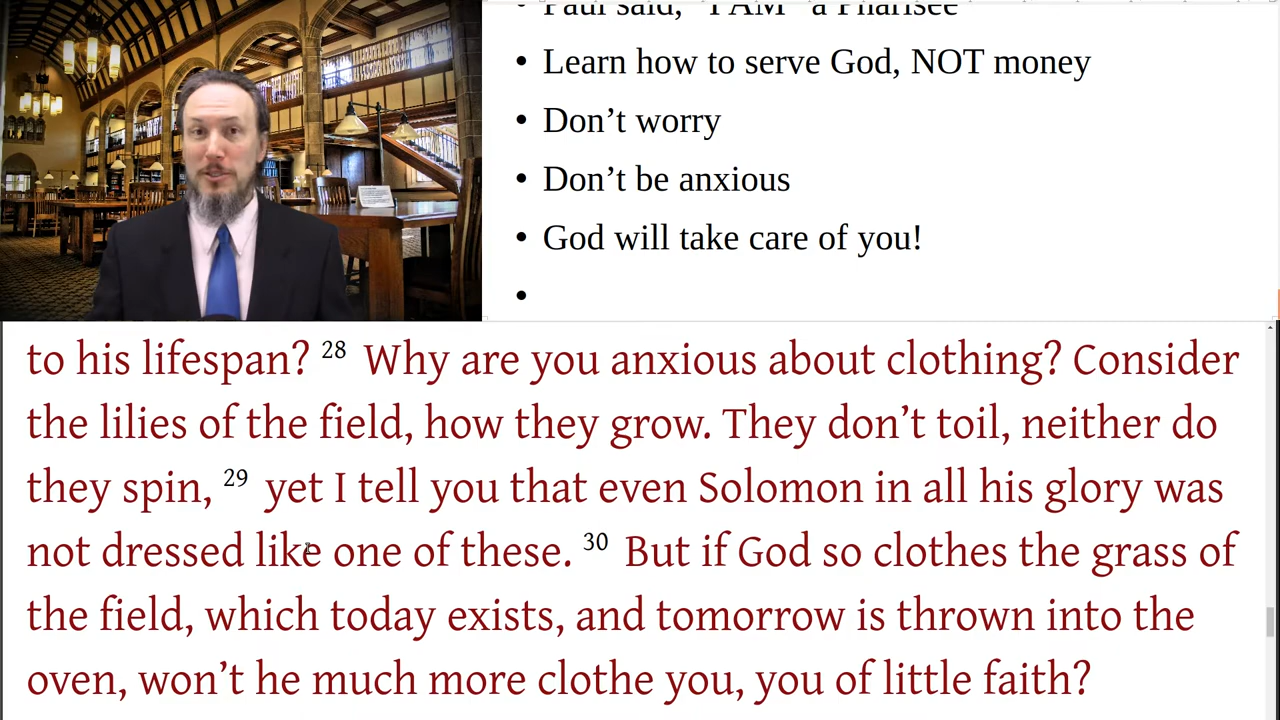 • Paul said, “I AM” a Pharisee
• Learn how to serve God, NOT money
• Don’t worry
• Don’t be anxious
• God will take care of you!
•
to his lifespan? 28 Why are you anxious about clothing? Consider
the lilies of the field, how they grow. They don’t toil, neither do
they spin, 29 yet I tell you that even Solomon in all his glory was
not dressed like one of these. 30 But if God so clothes the grass of
the field, which today exists, and tomorrow is thrown into the
oven, won’t he much more clothe you, you of little faith?